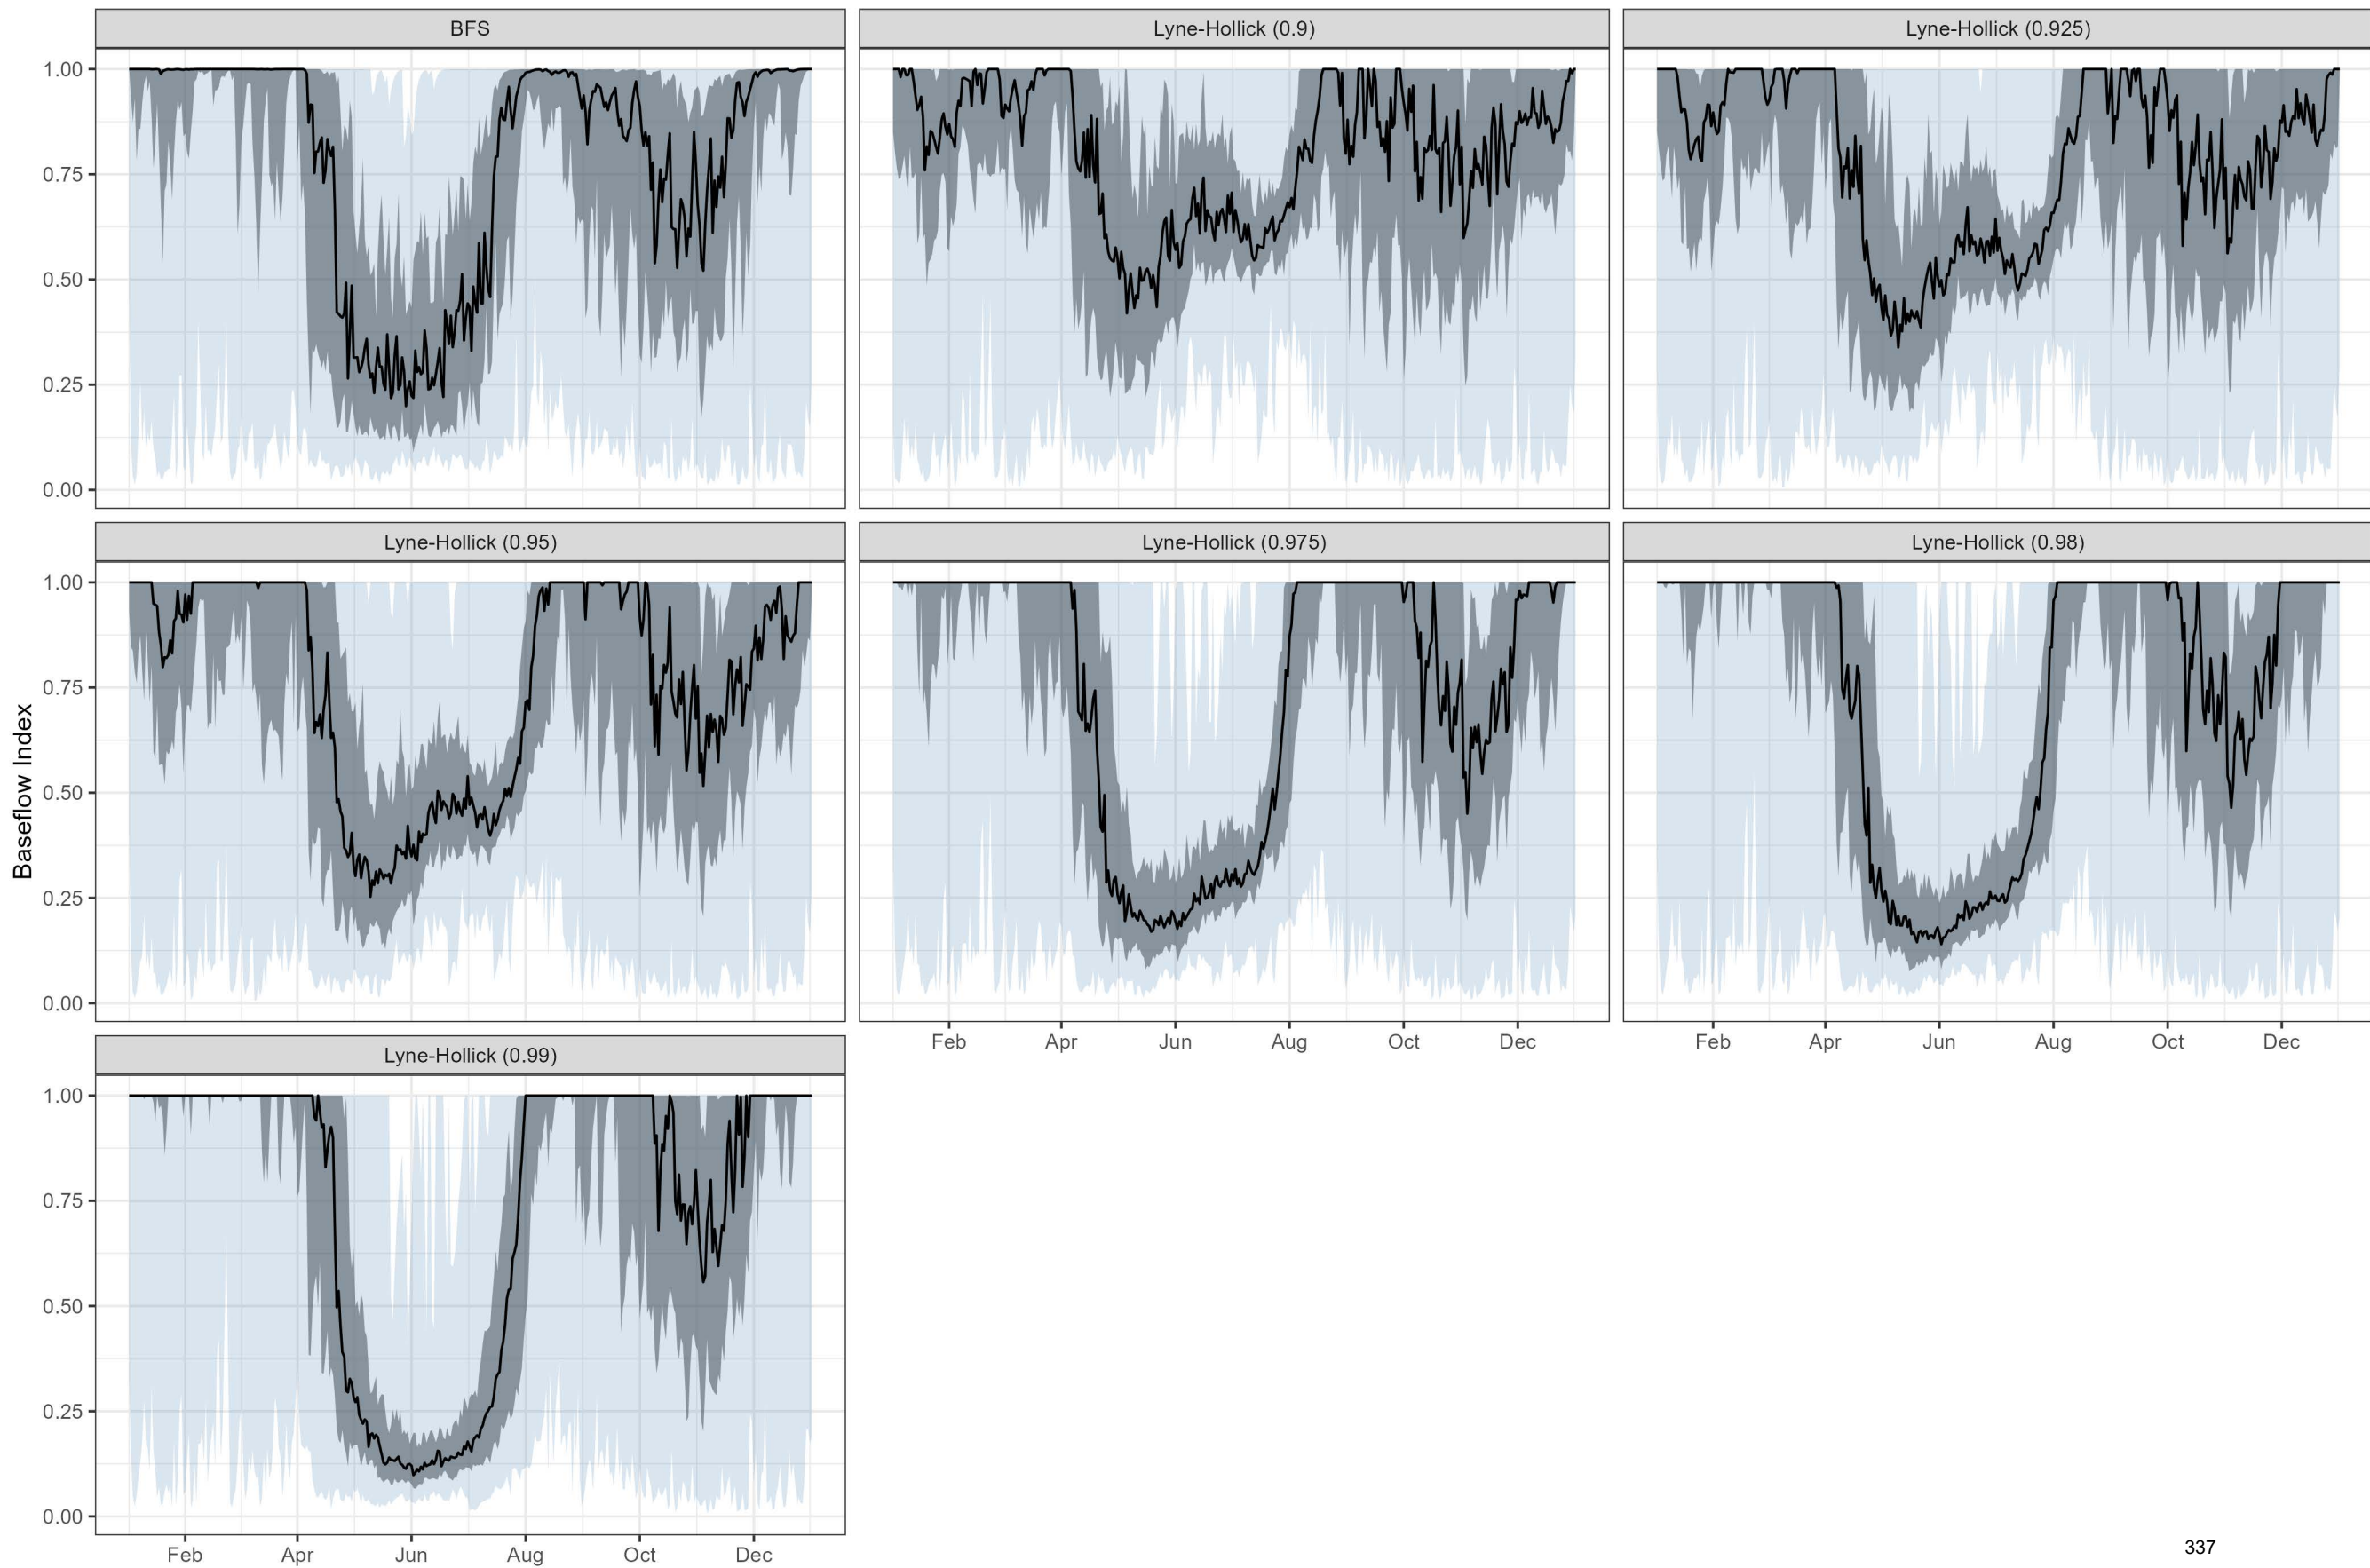 BFS
Lyne-Hollick (0.9)
Lyne-Hollick (0.925)
1.00
0.75
0.50
0.25
0.00
Lyne-Hollick (0.95)
Lyne-Hollick (0.975)
Lyne-Hollick (0.98)
Baseflow Index
1.00
0.75
0.50
0.25
0.00
Feb Apr Jun Aug Oct Dec
Feb Apr Jun Aug Oct Dec
Lyne-Hollick (0.99)
1.00
0.75
0.50
0.25
0.00
Feb Apr Jun Aug Oct Dec
337